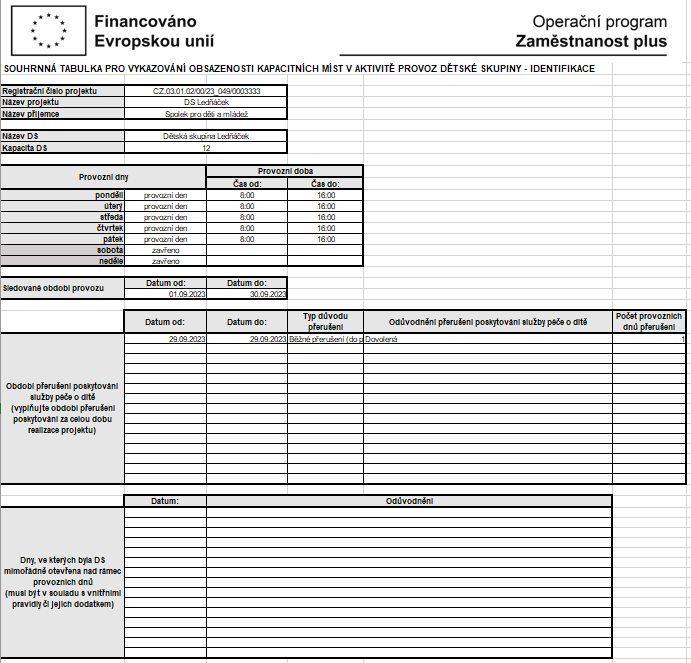 Financováno
Evropskou unií
Operační program
Zaměstnanost plus
SOUHRNNÁ TABULKA PRO VYKAZOVÁNÍ OBSAZENOSTI KAPACITNÍCH MÍST V AKTIVITĚ PROVOZ DĚTSKÉ SKUPINY - IDENTIFIKACE
Registrační číslo projektu CZ.03.01.02/00/23_049/0003333
Název projektu DS Ledňáček
Název příjemce Spolek pro děti a mládež
Název DS Dětská skupina Ledňáček
Kapacita DS 12
Provozní dny Provozní doba
Čas od: Čas do:
pondělí provozní den 8:00 16:00
úterý provozní den 8:00 16:00
středa provozní den 8:00 16:00
čtvrtek provozní den 8:00 16:00
pátek provozní den 8:00 16:00
sobota zavřeno
neděle zavřeno
Sledované období provozu Datum od: Datum do:
01.09.2023 30.09.2023
Datum od: Datum do: Typ důvodu přerušení Odůvodnění přerušení poskytování služby péče o dítě Počet provozních dnů přerušení
29.09.2023 29.09.2023 Běžné přerušení (do p Dovolená 1
Období přerušení poskytování
služby péče o dítě
(vyplňujte období přerušení
poskytování za celou dobu
realizace projektu)
Datum: Odůvodnění
Dny, ve kterých byla DS
mimořádně otevřena nad rámec
provozních dnů
(musí být v souladu s vnitřními
pravidly či jejich dodatkem)